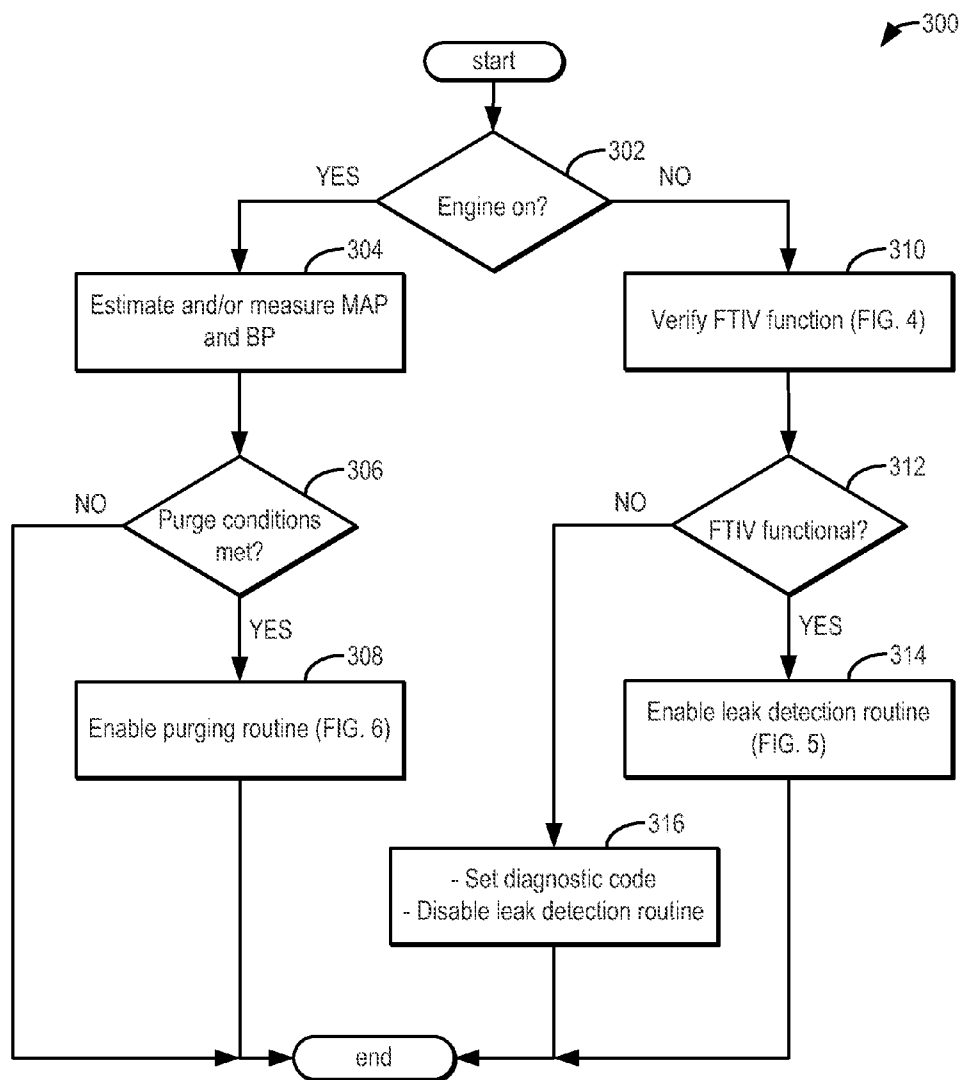 300
start
302
YES
NO
Engine on?
304
310
Estimate and/or measure MAP
and BP
Verify FTIV function (FIG. 4)
306
312
NO
NO
Purge conditions
met?
FTIV functional?
YES
YES
308
314
Enable purging routine (FIG. 6)
Enable leak detection routine
(FIG. 5)
316
- Set diagnostic code
- Disable leak detection routine
end